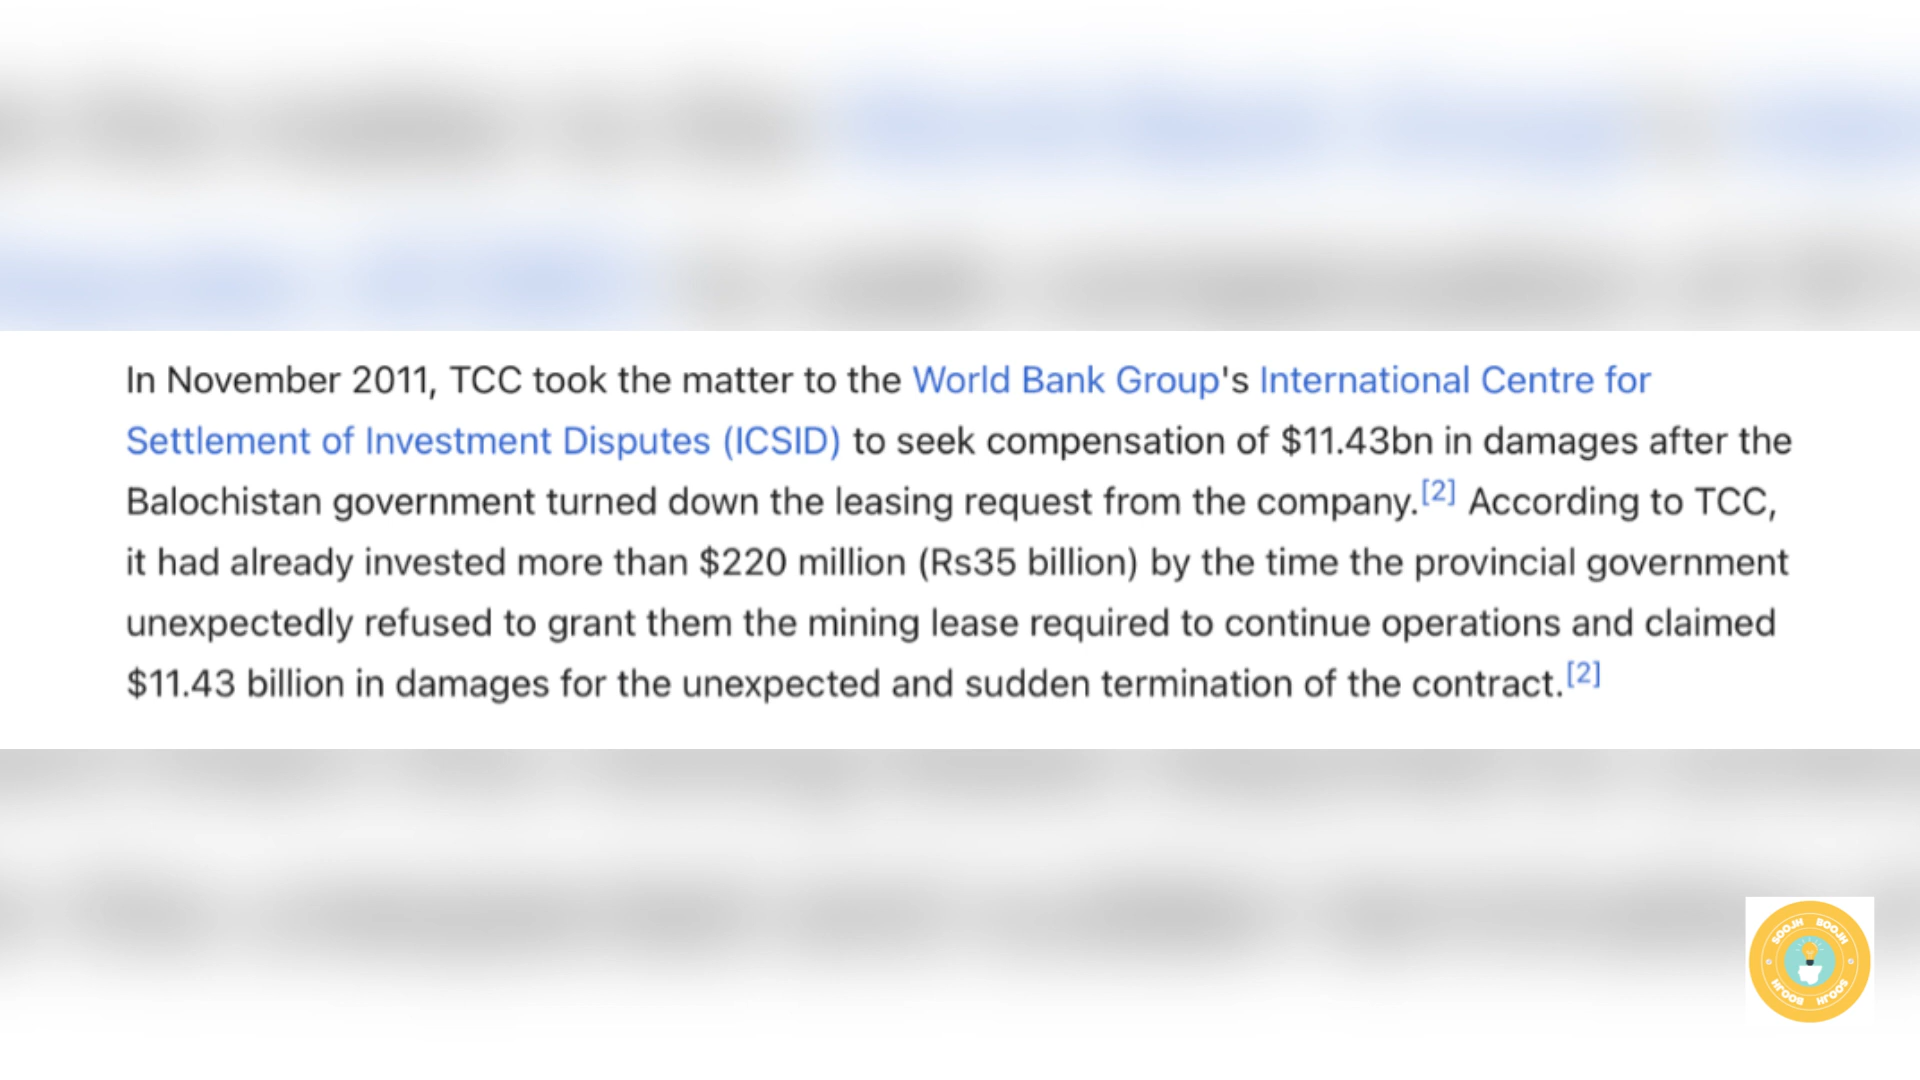 In November 2011, TCC took the matter to the World Bank Group's International Centre for
Settlement of Investment Disputes (ICSID) to seek compensation of $11.43bn in damages after the
Balochistan government turned down the leasing request from the company.[2] According to TCC,
it had already invested more than $220 million (Rs35 billion) by the time the provincial government
unexpectedly refused to grant them the mining lease required to continue operations and claimed
$11.43 billion in damages for the unexpected and sudden termination of the contract.[2]
SOOJH BOOJH
SOOJH BOOJH